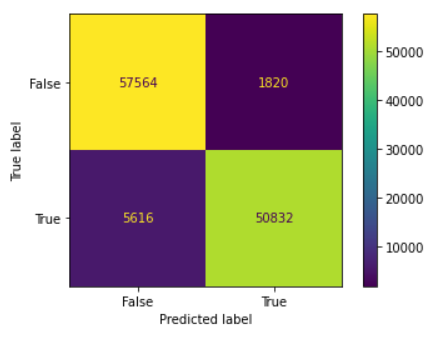 False
57564
1820
True
5616
50832
True label
False
True
Predicted label
50000
40000
30000
20000
10000